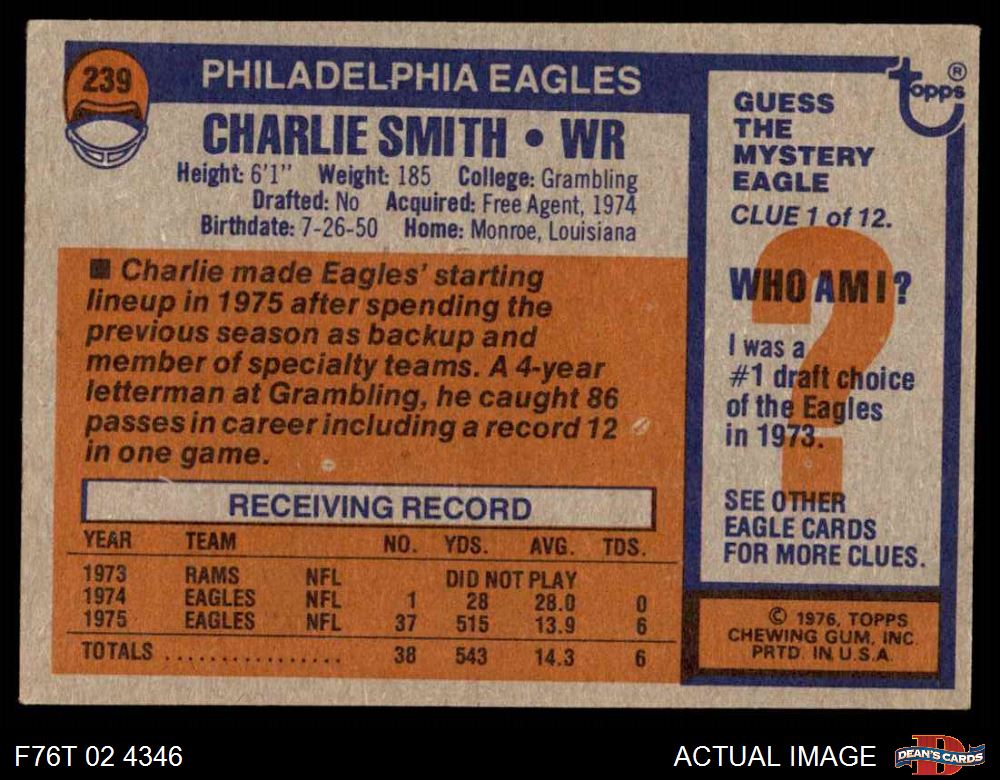 239
PHILADELPHIA EAGLES
CHARLIE SMITH • WR
Height: 6'1" Weight: 185 College: Grambling
Drafted: No Acquired: Free Agent, 1974
Birthdate: 7-26-50 Home: Monroe, Louisiana
■ Charlie made Eagles' starting
lineup in 1975 after spending the
previous season as backup and
member of specialty teams. A 4-year
letterman at Grambling, he caught 86
passes in career including a record 12
in one game.
RECEIVING RECORD
YEAR TEAM NO. YDS. AVG. TDS.
1973 RAMS NFL DID NOT PLAY
1974 EAGLES NFL 1 28 28.0 0
1975 EAGLES NFL 37 515 13.9 6
TOTALS .................. 38 543 14.3 6
topps®
GUESS
THE
MYSTERY
EAGLE
CLUE 1 of 12.
?
WHO AM I?
I was a
#1 draft choice
of the Eagles
in 1973.
SEE OTHER
EAGLE CARDS
FOR MORE CLUES.
© 1976, TOPPS
CHEWING GUM, INC.
PRTD. IN U.S.A.
F76T 02 4346
ACTUAL IMAGE
D
DEAN'S CARDS